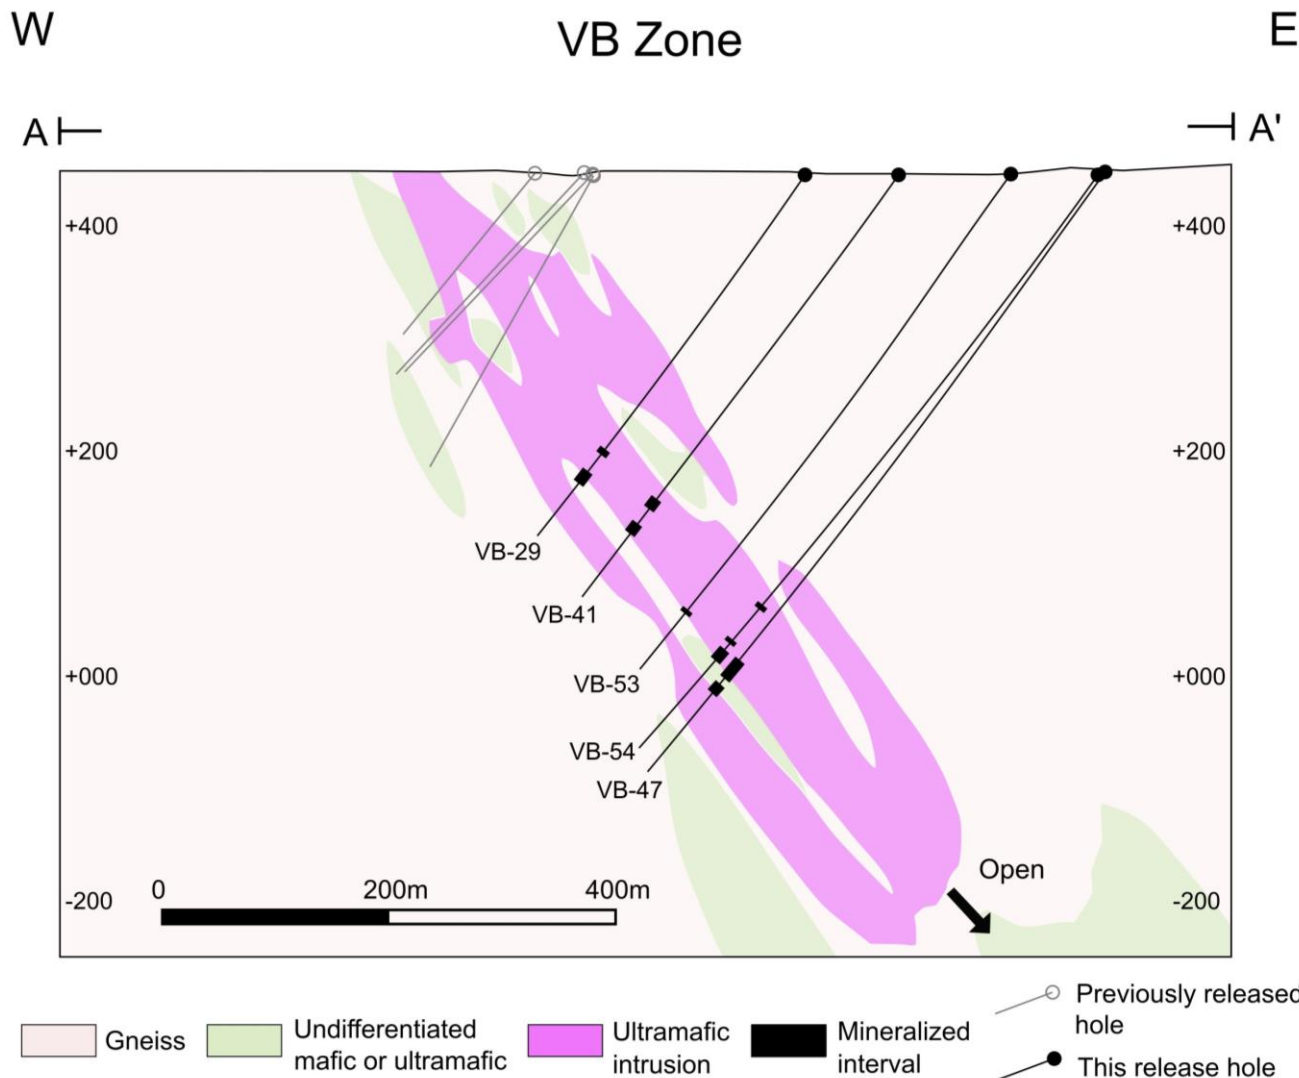 W
VB Zone
E
A
A'
+400
+400
+200
+200
VB-29
VB-41
+000
+000
VB-53
VB-54
VB-47
Open
0
200m
400m
-200
-200
Gneiss
Undifferentiated
mafic or ultramafic
Ultramafic
intrusion
Mineralized
interval
Previously released
hole
This release hole